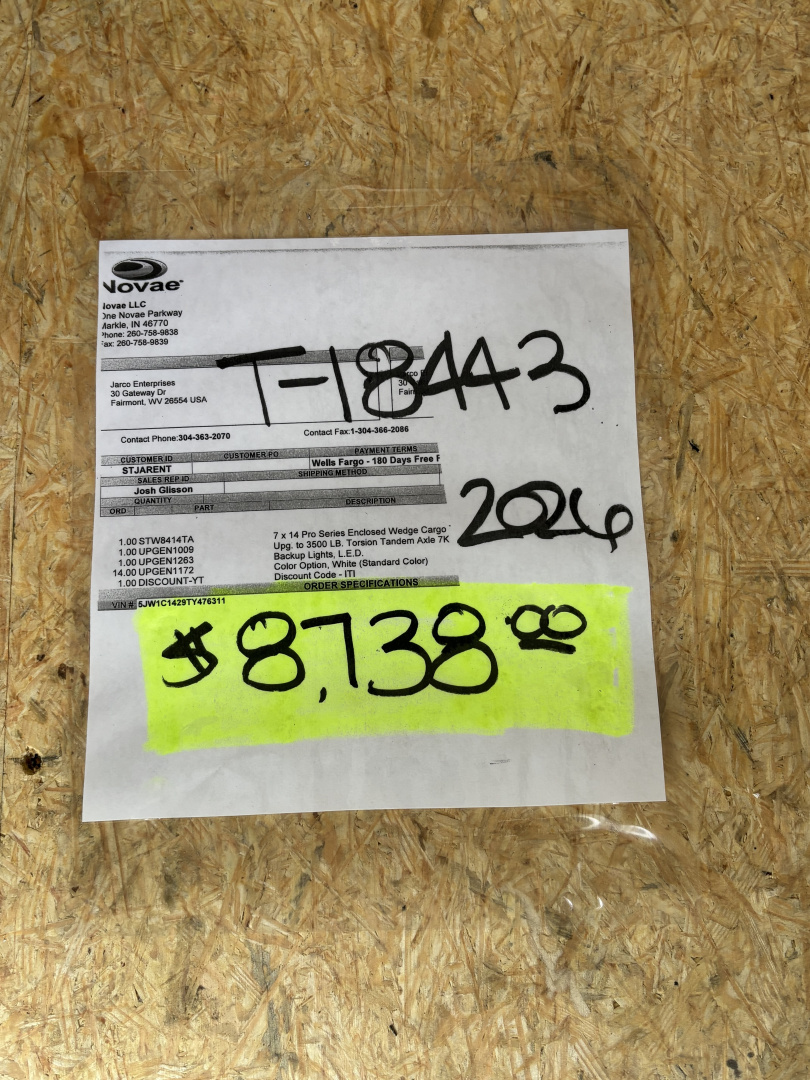 Novae
Novae LLC
One Novae Parkway
Markle, IN 46770
Phone: 260-758-9838
Fax: 260-758-9839
T-18443
Jarco Enterprises
30 Gateway Dr
Fairmont, WV 26554 USA
30
Fair
Contact Phone:304-363-2070 Contact Fax:1-304-366-2086
CUSTOMER ID CUSTOMER PO PAYMENT TERMS
STJARENT Wells Fargo - 180 Days Free F
SALES REP ID SHIPPING METHOD
Josh Glisson
QUANTITY PART DESCRIPTION
ORD
2026
1.00 STW8414TA 7 x 14 Pro Series Enclosed Wedge Cargo
1.00 UPGEN1009 Upg. to 3500 LB. Torsion Tandem Axle 7K
1.00 UPGEN1263 Backup Lights, L.E.D.
14.00 UPGEN1172 Color Option, White (Standard Color)
1.00 DISCOUNT-YT Discount Code - ITI
ORDER SPECIFICATIONS
VIN #: 5JW1C1429TY476311
$8,738.00